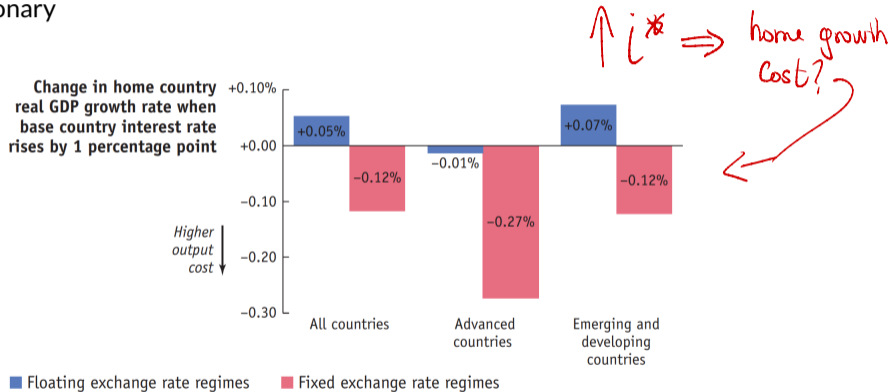 onary
↑ i* ⇒ home growth
cost?
Change in home country
real GDP growth rate when
base country interest rate
rises by 1 percentage point
+0.10%
+0.00
−0.10
−0.20
−0.30
Higher
output
cost
+0.05%
−0.12%
−0.01%
−0.27%
+0.07%
−0.12%
All countries
Advanced
countries
Emerging and
developing
countries
Floating exchange rate regimes
Fixed exchange rate regimes